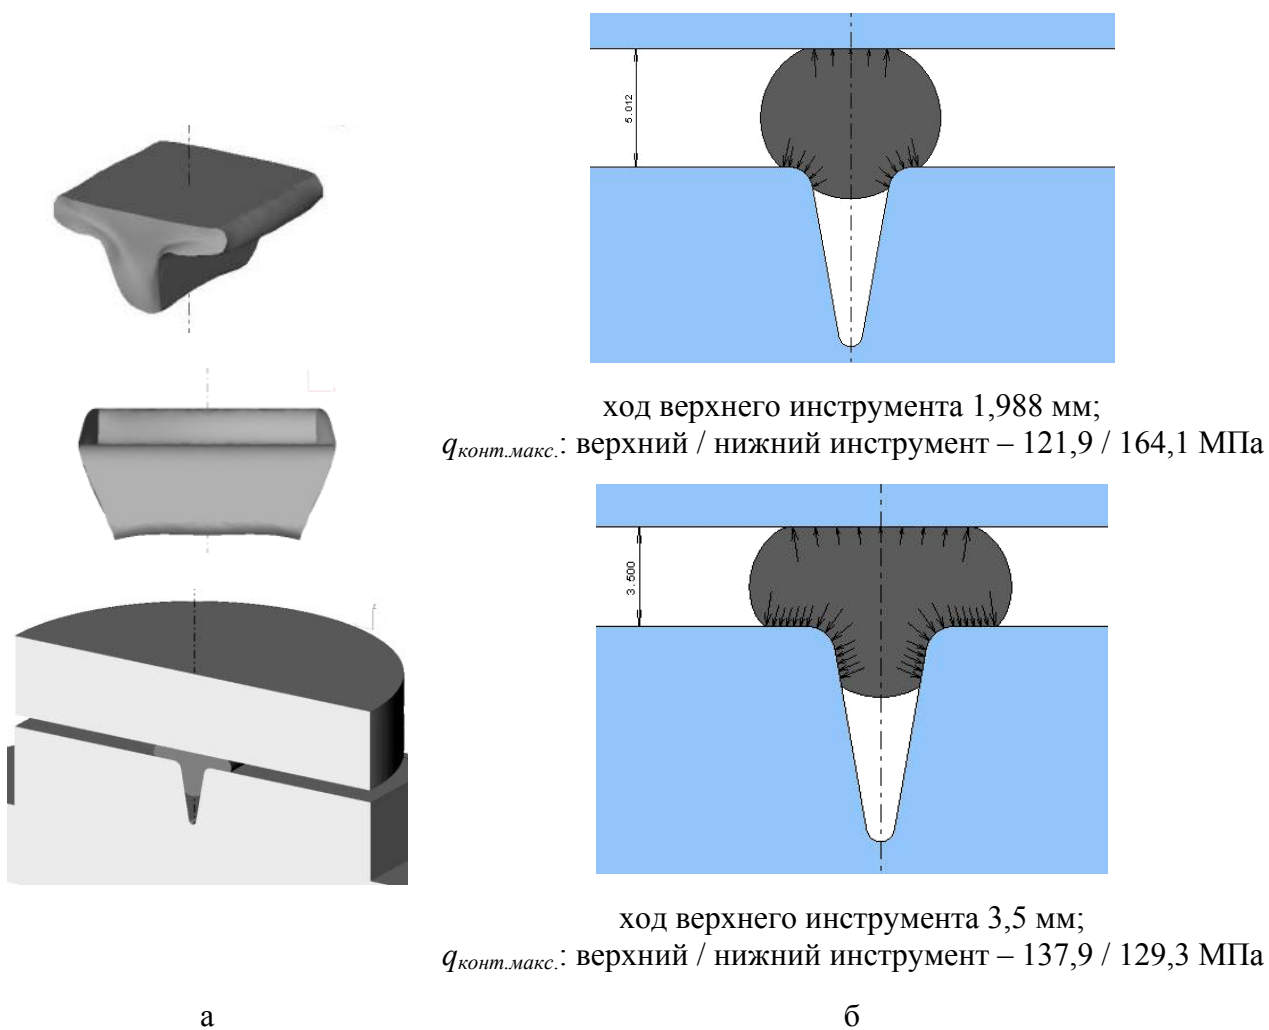 5.012
ход верхнего инструмента 1,988 мм;
qконт.макс.: верхний / нижний инструмент – 121,9 / 164,1 МПа
3.500
ход верхнего инструмента 3,5 мм;
qконт.макс.: верхний / нижний инструмент – 137,9 / 129,3 МПа
а
б